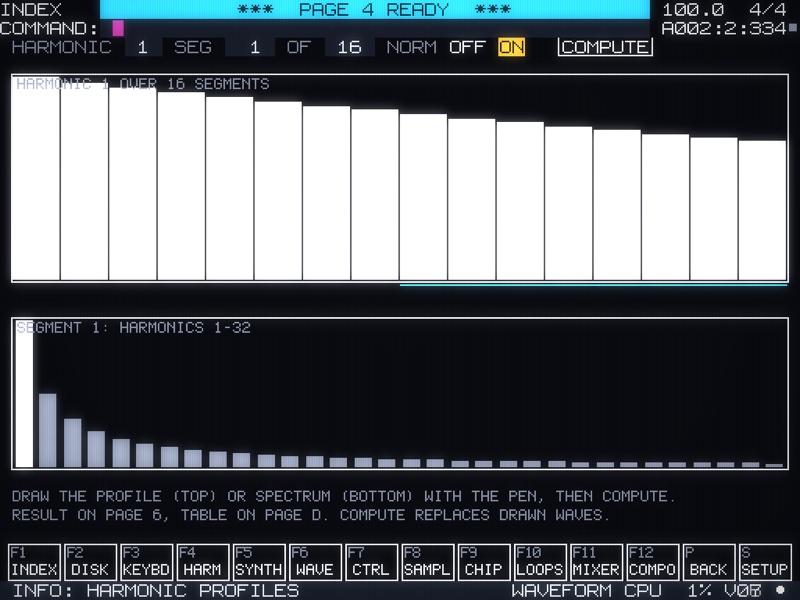 INDEX *** PAGE 4 READY *** 100.0 4/4
COMMAND: A002:2:334
HARMONIC 1 SEG 1 OF 16 NORM OFF ON COMPUTE
HARMONIC 1 OVER 16 SEGMENTS
SEGMENT 1: HARMONICS 1-32
DRAW THE PROFILE (TOP) OR SPECTRUM (BOTTOM) WITH THE PEN, THEN COMPUTE.
RESULT ON PAGE 6, TABLE ON PAGE D. COMPUTE REPLACES DRAWN WAVES.
F1 F2 F3 F4 F5 F6 F7 F8 F9 F10 F11 F12 P S
INDEX DISK KEYBD HARM SYNTH WAVE CTRL SAMPL CHIP LOOPS MIXER COMPO BACK SETUP
INFO: HARMONIC PROFILES WAVEFORM CPU 1%